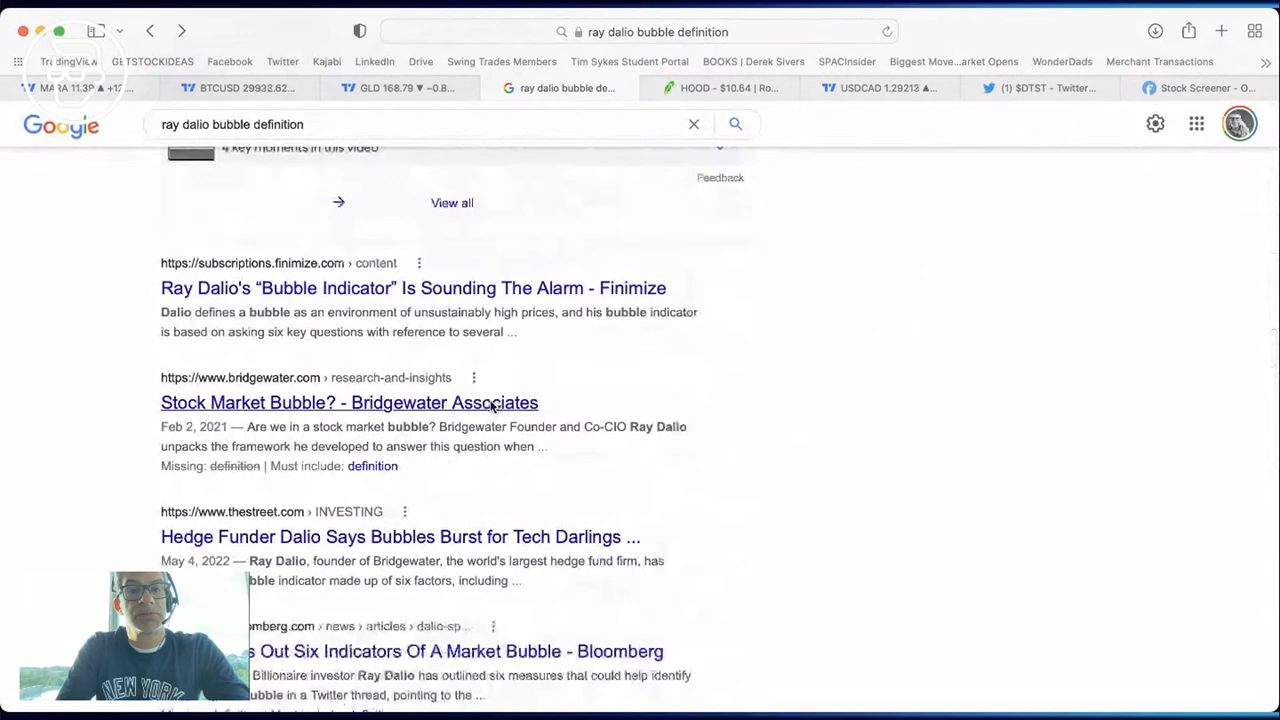 ray dalio bubble definition
TradingView GETSTOCKIDEAS Facebook Twitter Kajabi LinkedIn Drive Swing Trades Members Tim Sykes Student Portal BOOKS | Derek Sivers SPACInsider Biggest Move...arket Opens WonderDads Merchant Transactions
MARA 11.39 ▲ +12... BTCUSD 29932.62... GLD 168.79 ▼ −0.8... ray dalio bubble de... HOOD - $10.64 | Ro... USDCAD 1.29213 ▲... (1) $DTST - Twitter... Stock Screener - O...
Google ray dalio bubble definition
4 key moments in this video
Feedback
View all
https://subscriptions.finimize.com › content
Ray Dalio's “Bubble Indicator” Is Sounding The Alarm - Finimize
Dalio defines a bubble as an environment of unsustainably high prices, and his bubble indicator
is based on asking six key questions with reference to several ...
https://www.bridgewater.com › research-and-insights
Stock Market Bubble? - Bridgewater Associates
Feb 2, 2021 — Are we in a stock market bubble? Bridgewater Founder and Co-CIO Ray Dalio
unpacks the framework he developed to answer this question when ...
Missing: definition | Must include: definition
https://www.thestreet.com › INVESTING
Hedge Funder Dalio Says Bubbles Burst for Tech Darlings ...
May 4, 2022 — Ray Dalio, founder of Bridgewater, the world's largest hedge fund firm, has
bble indicator made up of six factors, including ...
mberg.com › news › articles › dalio-sp...
s Out Six Indicators Of A Market Bubble - Bloomberg
Billionaire investor Ray Dalio has outlined six measures that could help identify
ubble in a Twitter thread, pointing to the ...
NEW YORK